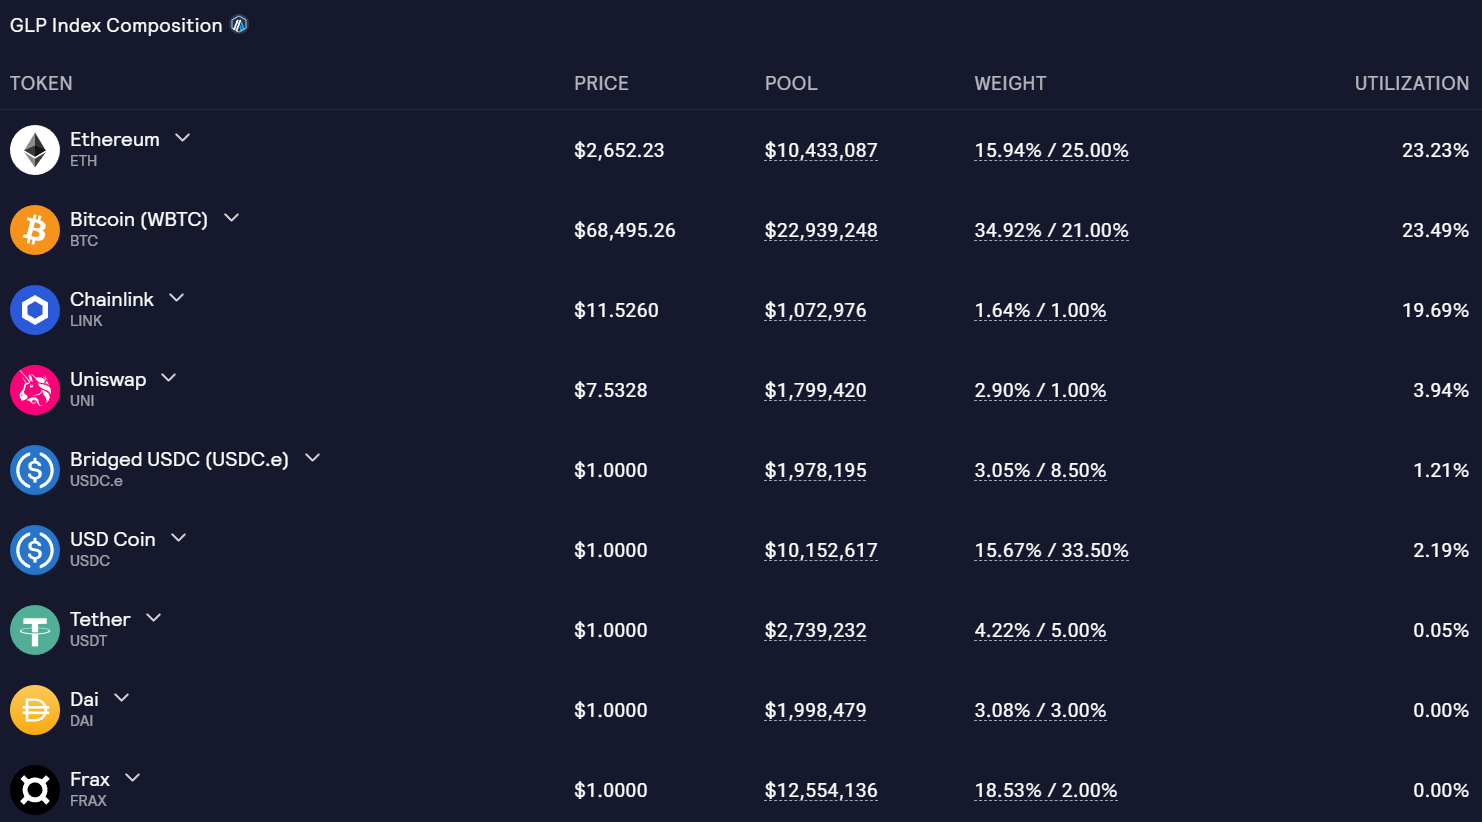 GLP Index Composition
TOKEN PRICE POOL WEIGHT UTILIZATION
Ethereum
ETH
$2,652.23 $10,433,087 15.94% / 25.00% 23.23%
Bitcoin (WBTC)
BTC
$68,495.26 $22,939,248 34.92% / 21.00% 23.49%
Chainlink
LINK
$11.5260 $1,072,976 1.64% / 1.00% 19.69%
Uniswap
UNI
$7.5328 $1,799,420 2.90% / 1.00% 3.94%
Bridged USDC (USDC.e)
USDC.e
$1.0000 $1,978,195 3.05% / 8.50% 1.21%
USD Coin
USDC
$1.0000 $10,152,617 15.67% / 33.50% 2.19%
Tether
USDT
$1.0000 $2,739,232 4.22% / 5.00% 0.05%
Dai
DAI
$1.0000 $1,998,479 3.08% / 3.00% 0.00%
Frax
FRAX
$1.0000 $12,554,136 18.53% / 2.00% 0.00%